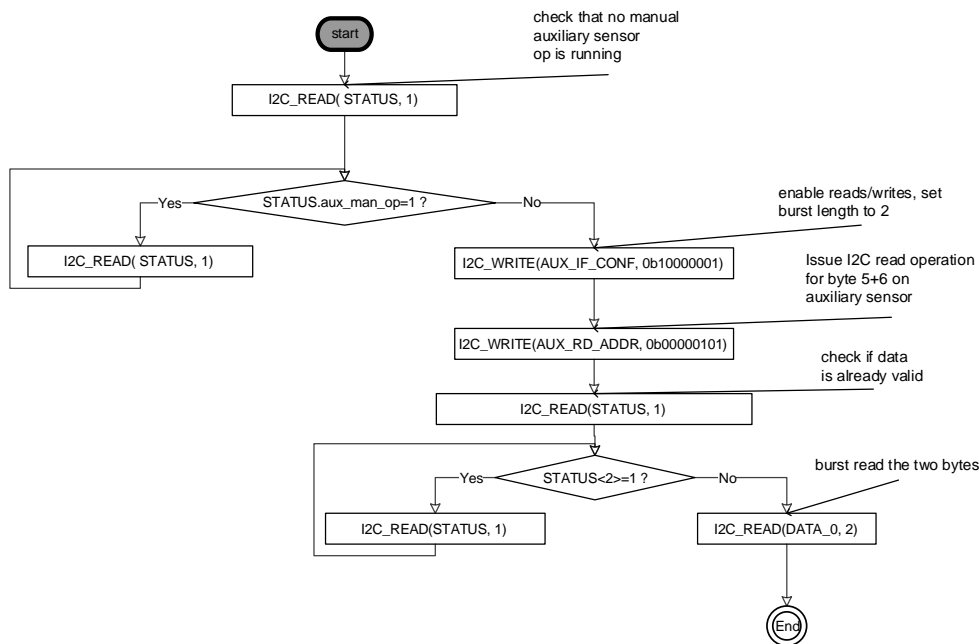 check that no manual
auxiliary sensor
op is running
start
I2C_READ( STATUS, 1)
STATUS.aux_man_op=1 ?
Yes
No
I2C_READ( STATUS, 1)
enable reads/writes, set
burst length to 2
I2C_WRITE(AUX_IF_CONF, 0b10000001)
Issue I2C read operation
for byte 5+6 on
auxiliary sensor
I2C_WRITE(AUX_RD_ADDR, 0b00000101)
check if data
is already valid
I2C_READ(STATUS, 1)
STATUS<2>=1 ?
Yes
No
burst read the two bytes
I2C_READ(STATUS, 1)
I2C_READ(DATA_0, 2)
End